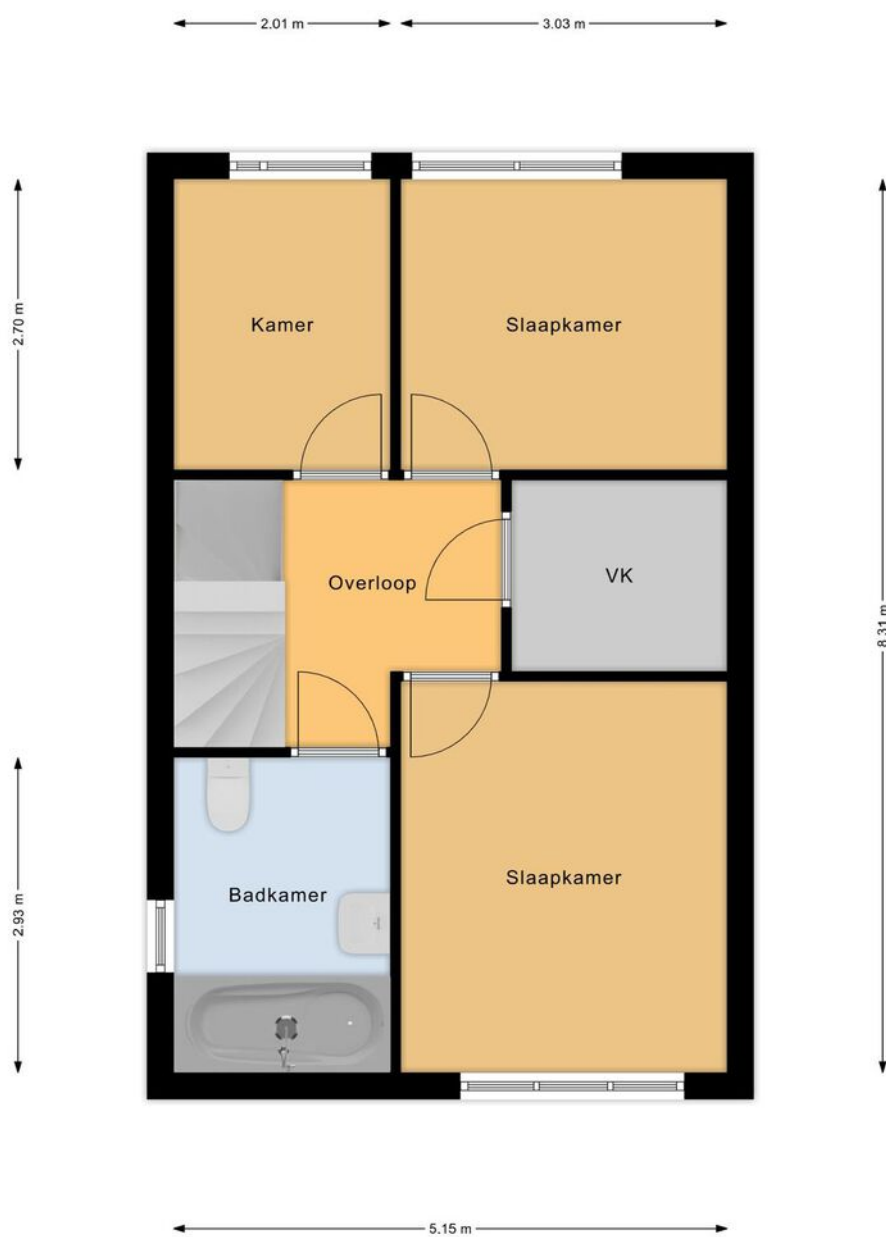 2.01 m
3.03 m
2.70 m
Kamer
Slaapkamer
Overloop
VK
8.31 m
Slaapkamer
Badkamer
2.93 m
5.15 m